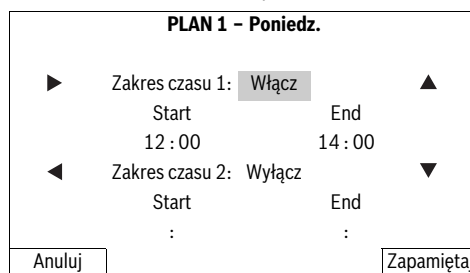 PLAN 1 – Poniedz.
Zakres czasu 1: Włącz
Start End
12 : 00 14 : 00
Zakres czasu 2: Wyłącz
Start End
: :
Anuluj Zapamięta